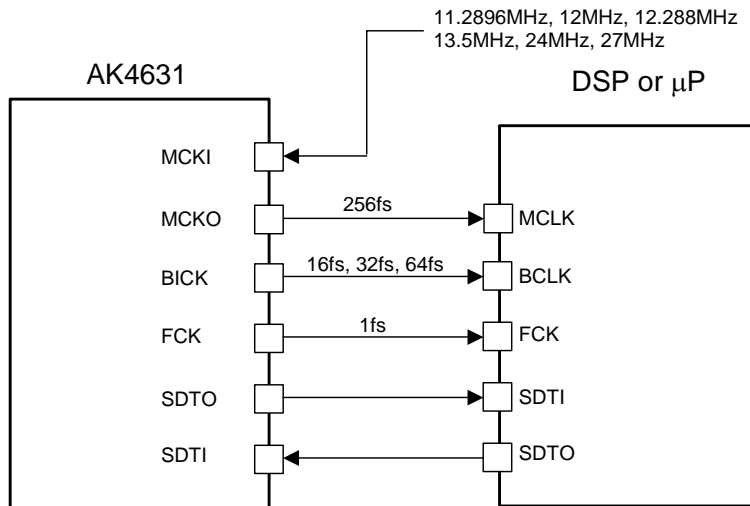 11.2896MHz, 12MHz, 12.288MHz
13.5MHz, 24MHz, 27MHz
AK4631
DSP or μP
MCKI
MCKO
256fs
MCLK
BICK
16fs, 32fs, 64fs
BCLK
FCK
1fs
FCK
SDTO
SDTI
SDTI
SDTO